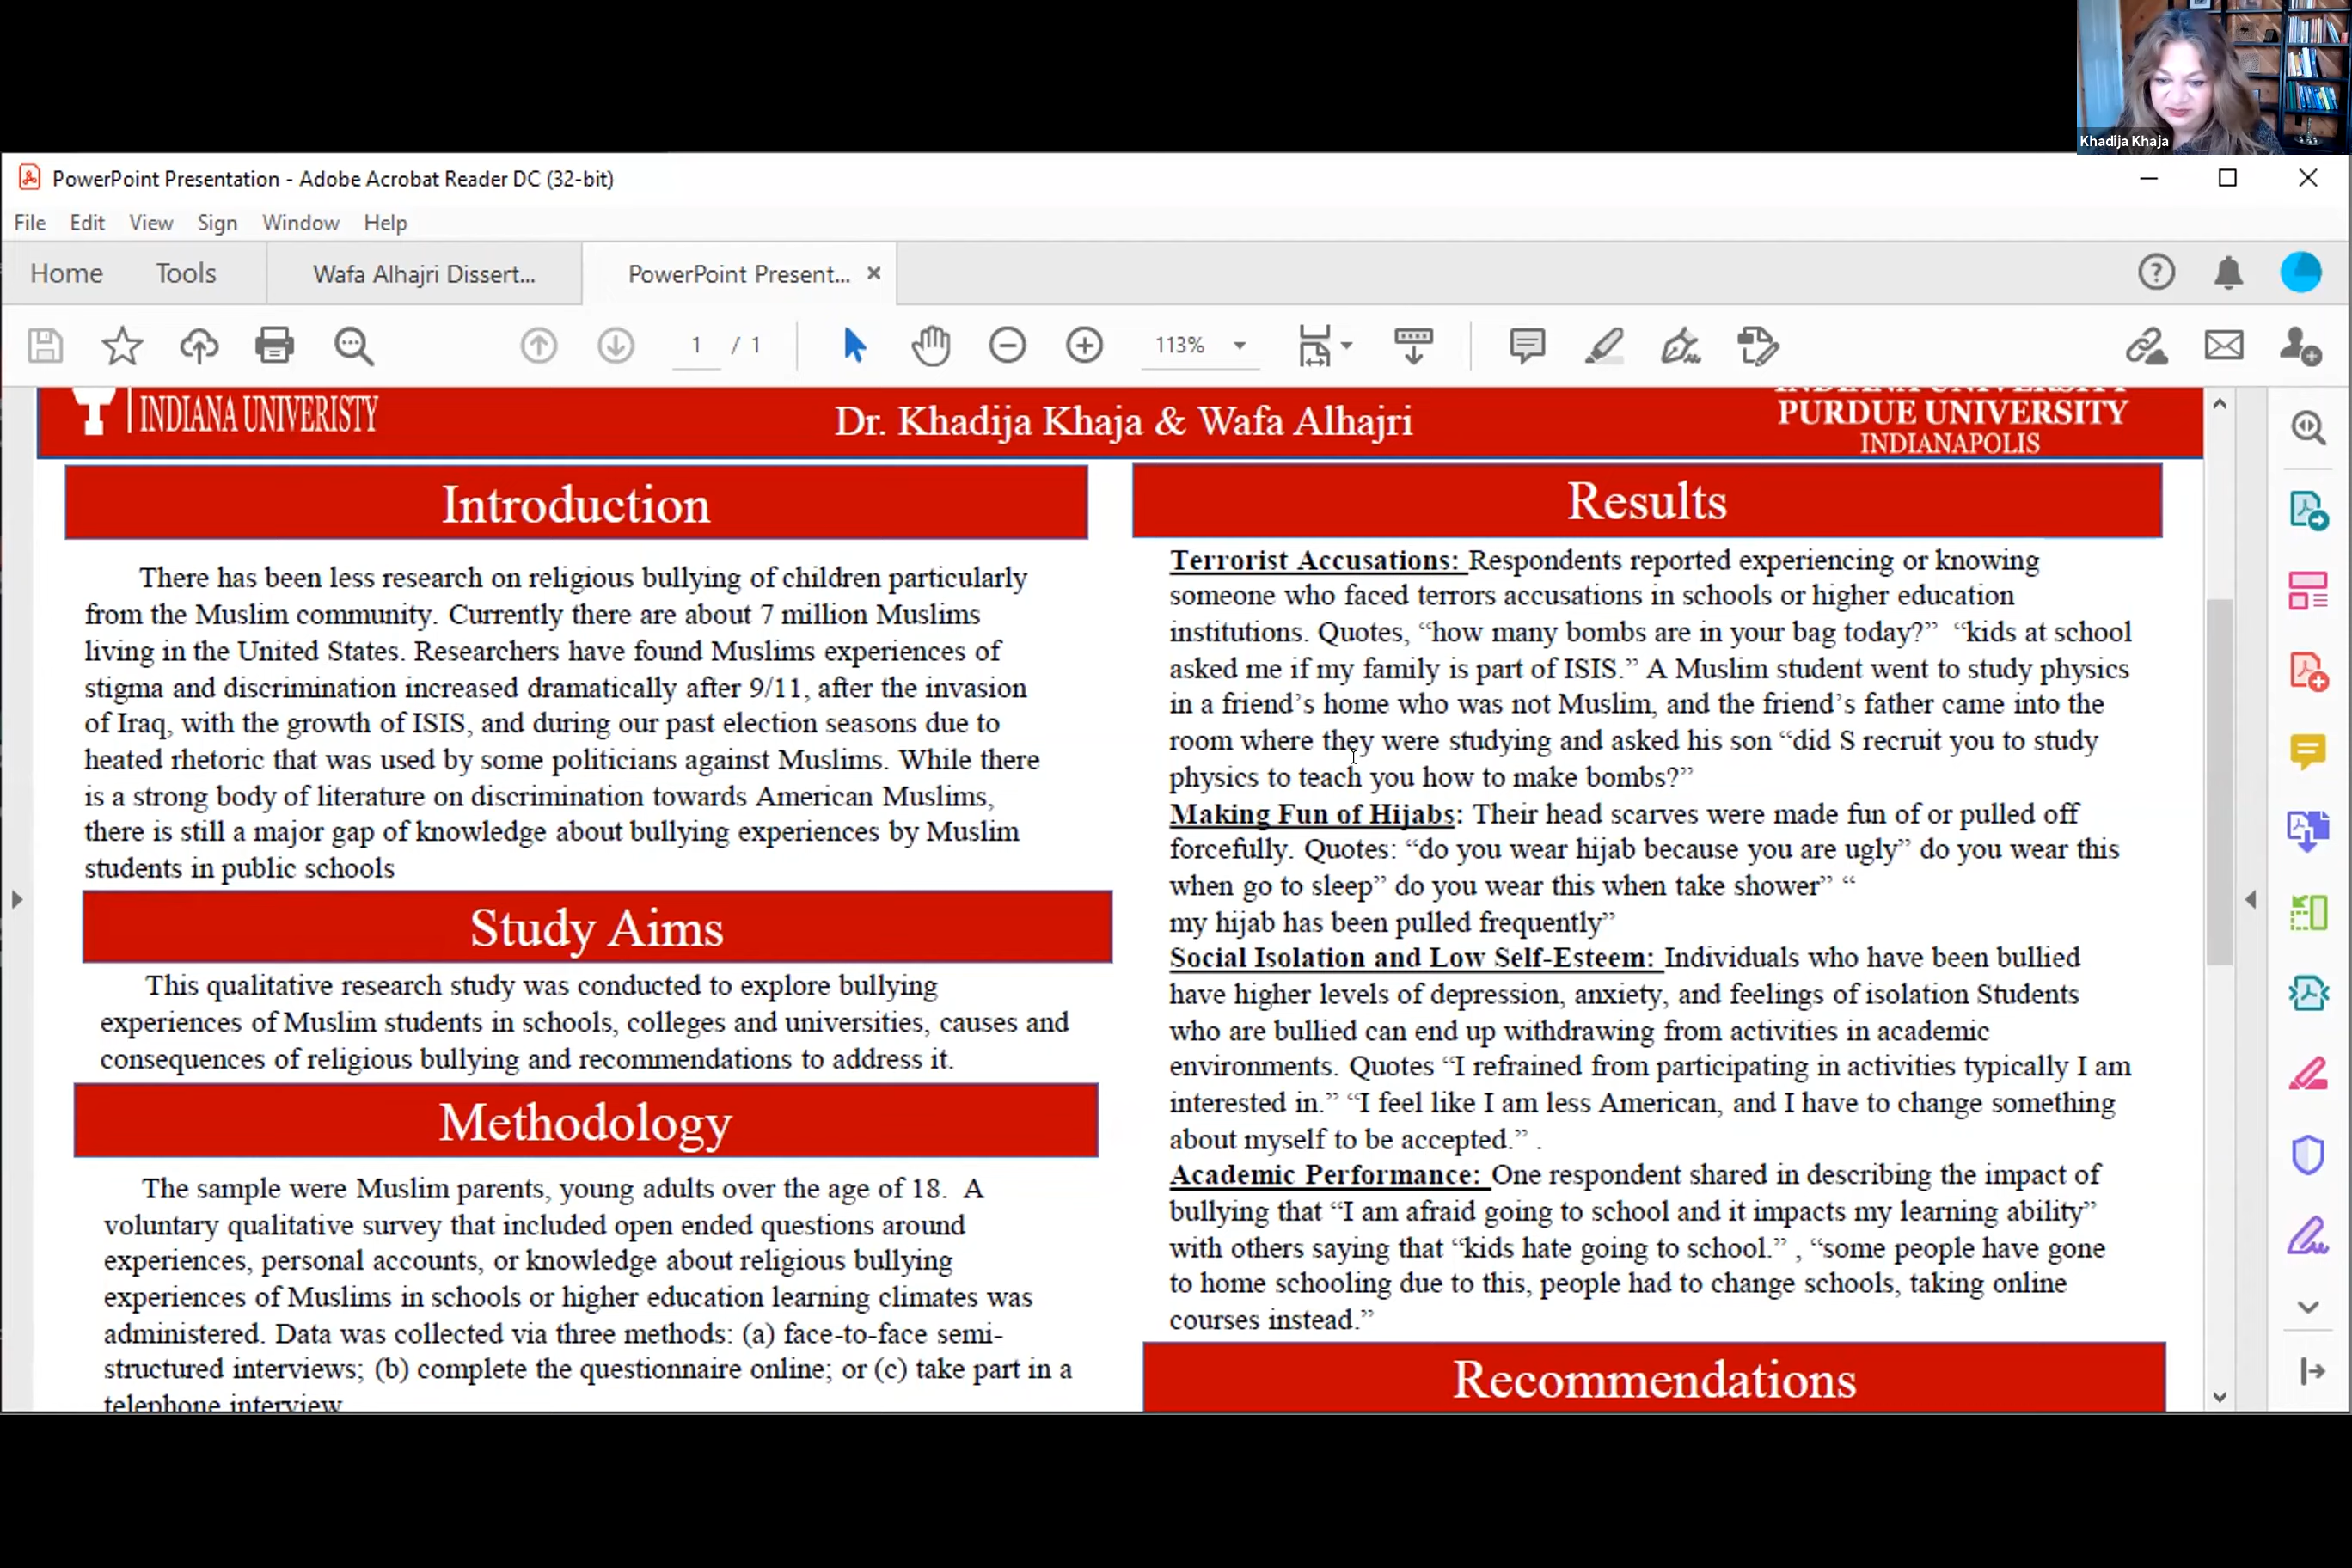 Khadija Khaja
PowerPoint Presentation - Adobe Acrobat Reader DC (32-bit)
File Edit View Sign Window Help
Home Tools Wafa Alhajri Dissert... PowerPoint Present...
1 / 1 113%
INDIANA UNIVERISTY
Dr. Khadija Khaja & Wafa Alhajri
INDIANA UNIVERSITY
PURDUE UNIVERSITY
INDIANAPOLIS
Introduction
There has been less research on religious bullying of children particularly
from the Muslim community. Currently there are about 7 million Muslims
living in the United States. Researchers have found Muslims experiences of
stigma and discrimination increased dramatically after 9/11, after the invasion
of Iraq, with the growth of ISIS, and during our past election seasons due to
heated rhetoric that was used by some politicians against Muslims. While there
is a strong body of literature on discrimination towards American Muslims,
there is still a major gap of knowledge about bullying experiences by Muslim
students in public schools
Study Aims
This qualitative research study was conducted to explore bullying
experiences of Muslim students in schools, colleges and universities, causes and
consequences of religious bullying and recommendations to address it.
Methodology
The sample were Muslim parents, young adults over the age of 18. A
voluntary qualitative survey that included open ended questions around
experiences, personal accounts, or knowledge about religious bullying
experiences of Muslims in schools or higher education learning climates was
administered. Data was collected via three methods: (a) face-to-face semi-
structured interviews; (b) complete the questionnaire online; or (c) take part in a
telephone interview
Results
Terrorist Accusations: Respondents reported experiencing or knowing
someone who faced terrors accusations in schools or higher education
institutions. Quotes, “how many bombs are in your bag today?” “kids at school
asked me if my family is part of ISIS.” A Muslim student went to study physics
in a friend’s home who was not Muslim, and the friend’s father came into the
room where they were studying and asked his son “did S recruit you to study
physics to teach you how to make bombs?”
Making Fun of Hijabs: Their head scarves were made fun of or pulled off
forcefully. Quotes: “do you wear hijab because you are ugly” do you wear this
when go to sleep” do you wear this when take shower” “
my hijab has been pulled frequently”
Social Isolation and Low Self-Esteem: Individuals who have been bullied
have higher levels of depression, anxiety, and feelings of isolation Students
who are bullied can end up withdrawing from activities in academic
environments. Quotes “I refrained from participating in activities typically I am
interested in.” “I feel like I am less American, and I have to change something
about myself to be accepted.” .
Academic Performance: One respondent shared in describing the impact of
bullying that “I am afraid going to school and it impacts my learning ability”
with others saying that “kids hate going to school.” , “some people have gone
to home schooling due to this, people had to change schools, taking online
courses instead.”
Recommendations